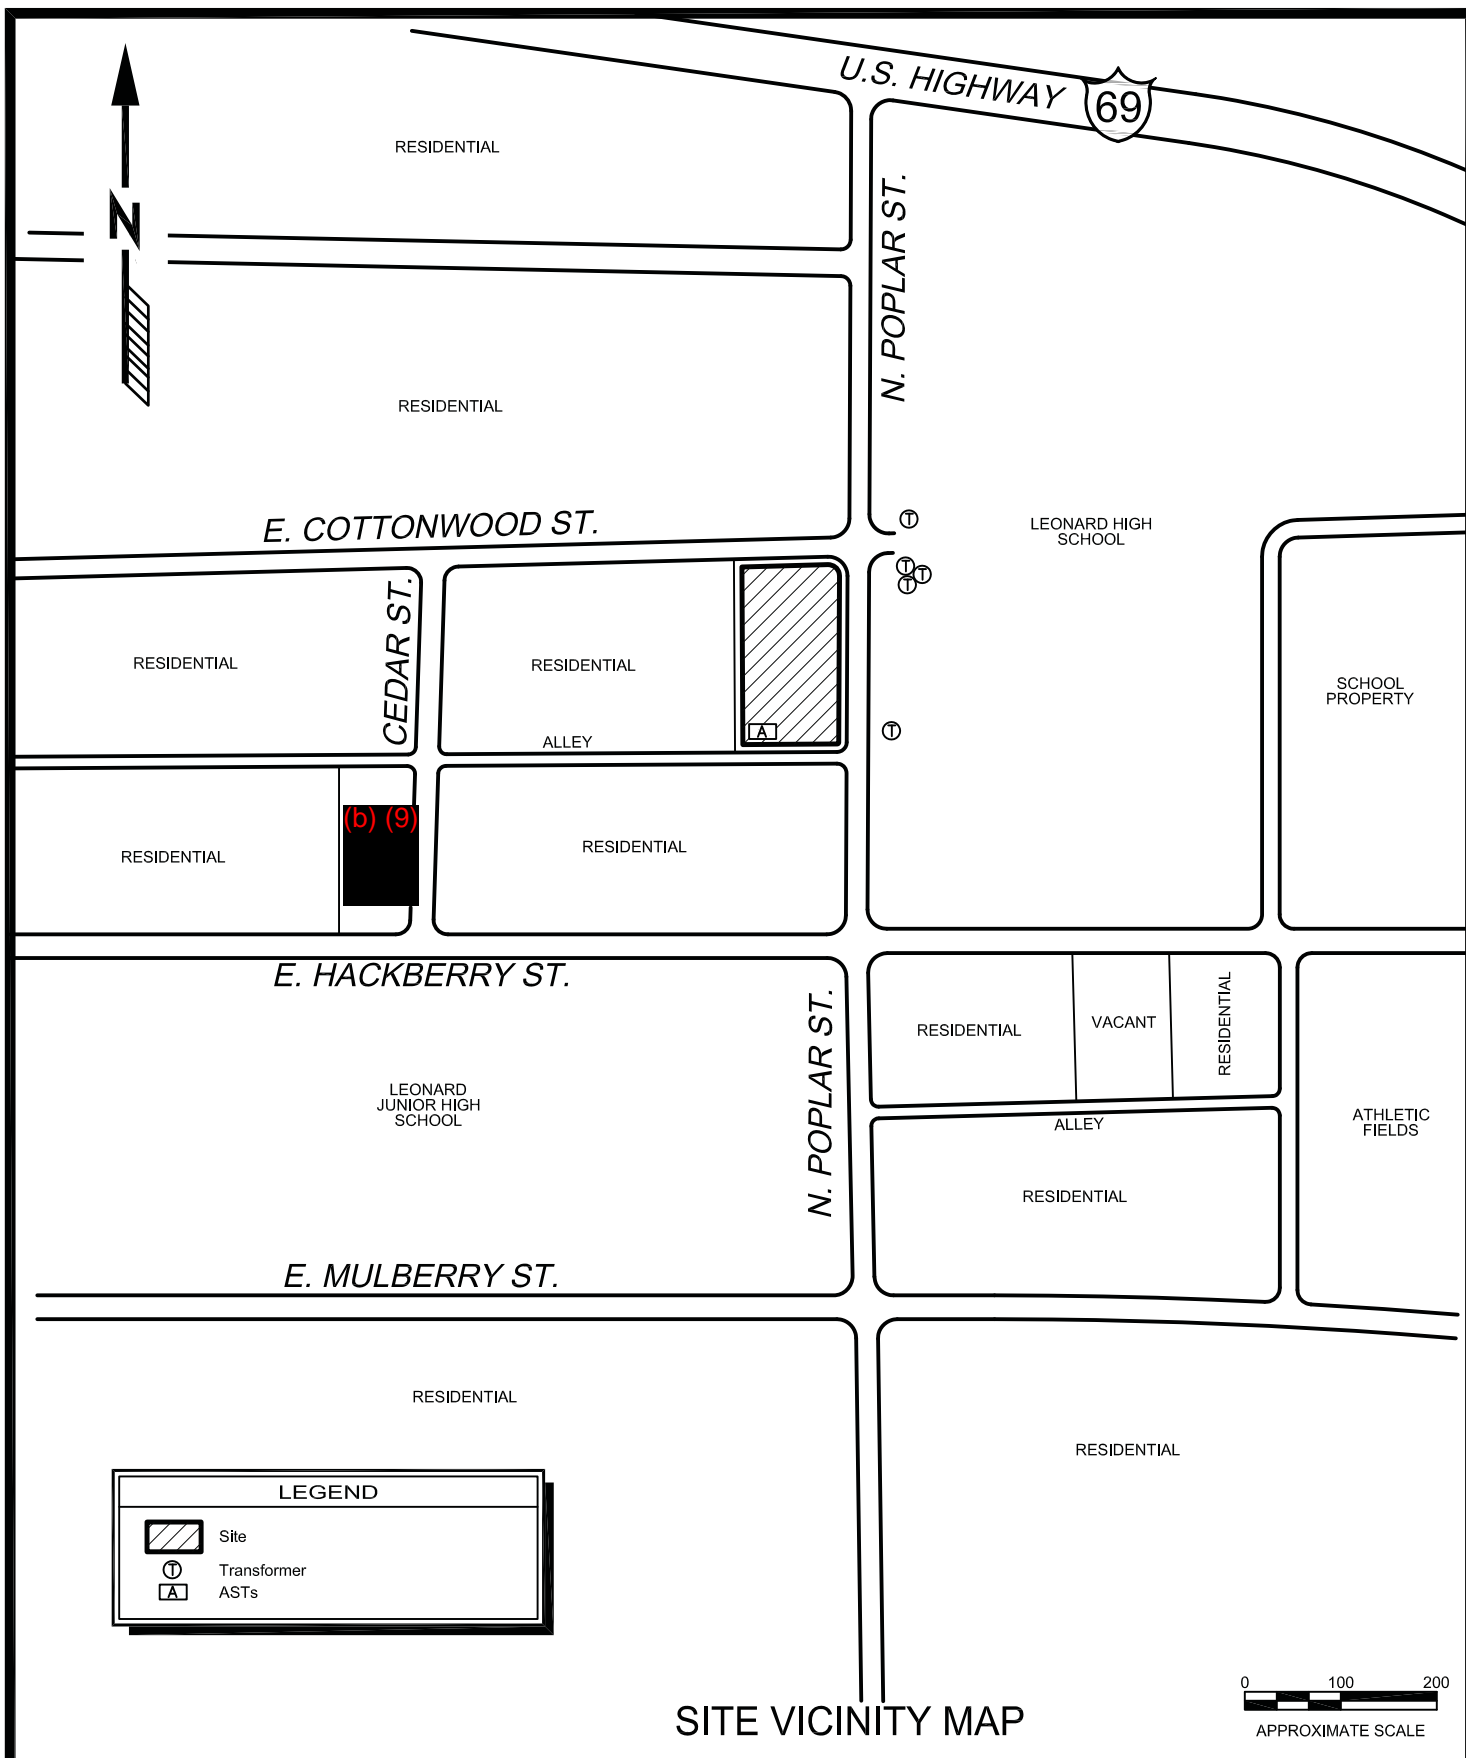 U.S. HIGHWAY
69
RESIDENTIAL
N. POPLAR ST.
N
RESIDENTIAL
E. COTTONWOOD ST.
T
LEONARD HIGH
SCHOOL
T
T
T
CEDAR ST.
RESIDENTIAL
RESIDENTIAL
SCHOOL
PROPERTY
A
T
ALLEY
(b) (9)
RESIDENTIAL
RESIDENTIAL
E. HACKBERRY ST.
N. POPLAR ST.
RESIDENTIAL
VACANT
RESIDENTIAL
LEONARD
JUNIOR HIGH
SCHOOL
ALLEY
ATHLETIC
FIELDS
RESIDENTIAL
E. MULBERRY ST.
RESIDENTIAL
RESIDENTIAL
LEGEND
Site
T Transformer
A ASTs
SITE VICINITY MAP
0 100 200
APPROXIMATE SCALE